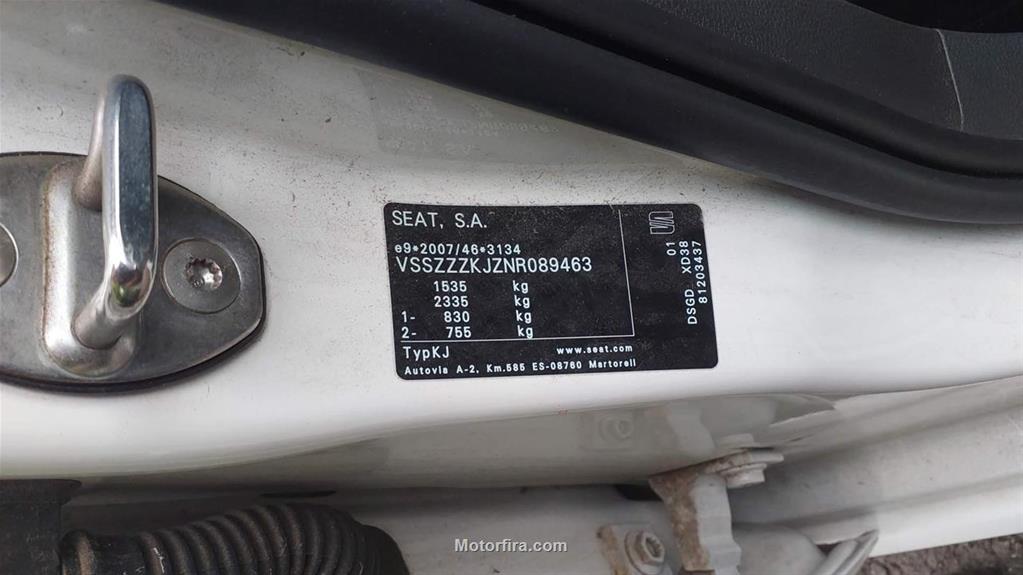 SEAT, S.A.
e9*2007/46*3134
VSSZZZKJZNR089463
1535 kg
2335 kg
1- 830 kg
2- 755 kg
TypKJ www.seat.com
Autovia A-2, Km.585 ES-08760 Martorell
01
DSGD XD38
81203437
Motorfira.com